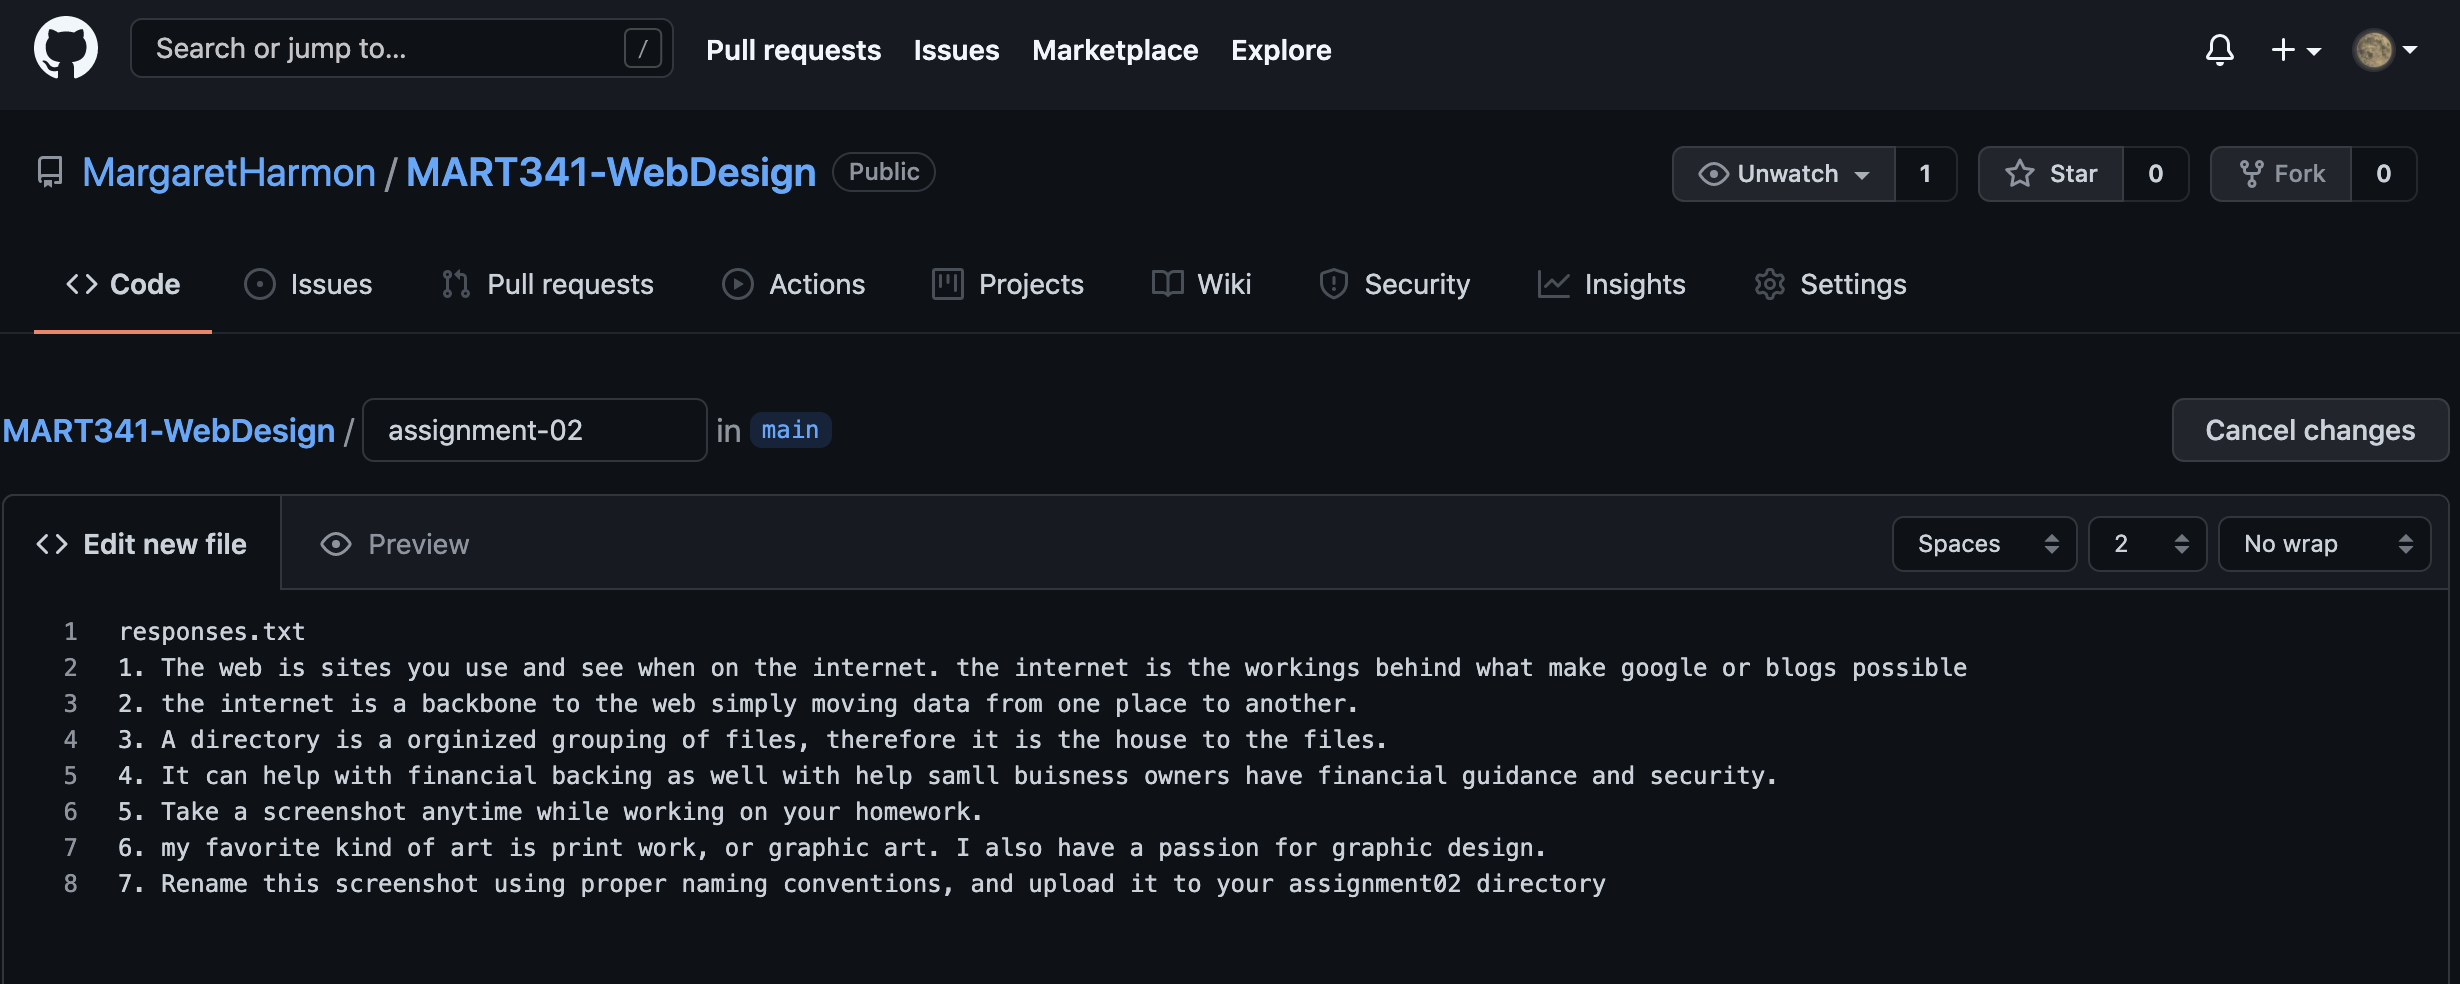 Search or jump to... /
Pull requests Issues Marketplace Explore
MargaretHarmon / MART341-WebDesign Public
Unwatch 1 Star 0 Fork 0
Code Issues Pull requests Actions Projects Wiki Security Insights Settings
MART341-WebDesign / assignment-02 in main
Cancel changes
Edit new file Preview
Spaces 2 No wrap
1 responses.txt
2 1. The web is sites you use and see when on the internet. the internet is the workings behind what make google or blogs possible
3 2. the internet is a backbone to the web simply moving data from one place to another.
4 3. A directory is a orginized grouping of files, therefore it is the house to the files.
5 4. It can help with financial backing as well with help samll buisness owners have financial guidance and security.
6 5. Take a screenshot anytime while working on your homework.
7 6. my favorite kind of art is print work, or graphic art. I also have a passion for graphic design.
8 7. Rename this screenshot using proper naming conventions, and upload it to your assignment02 directory